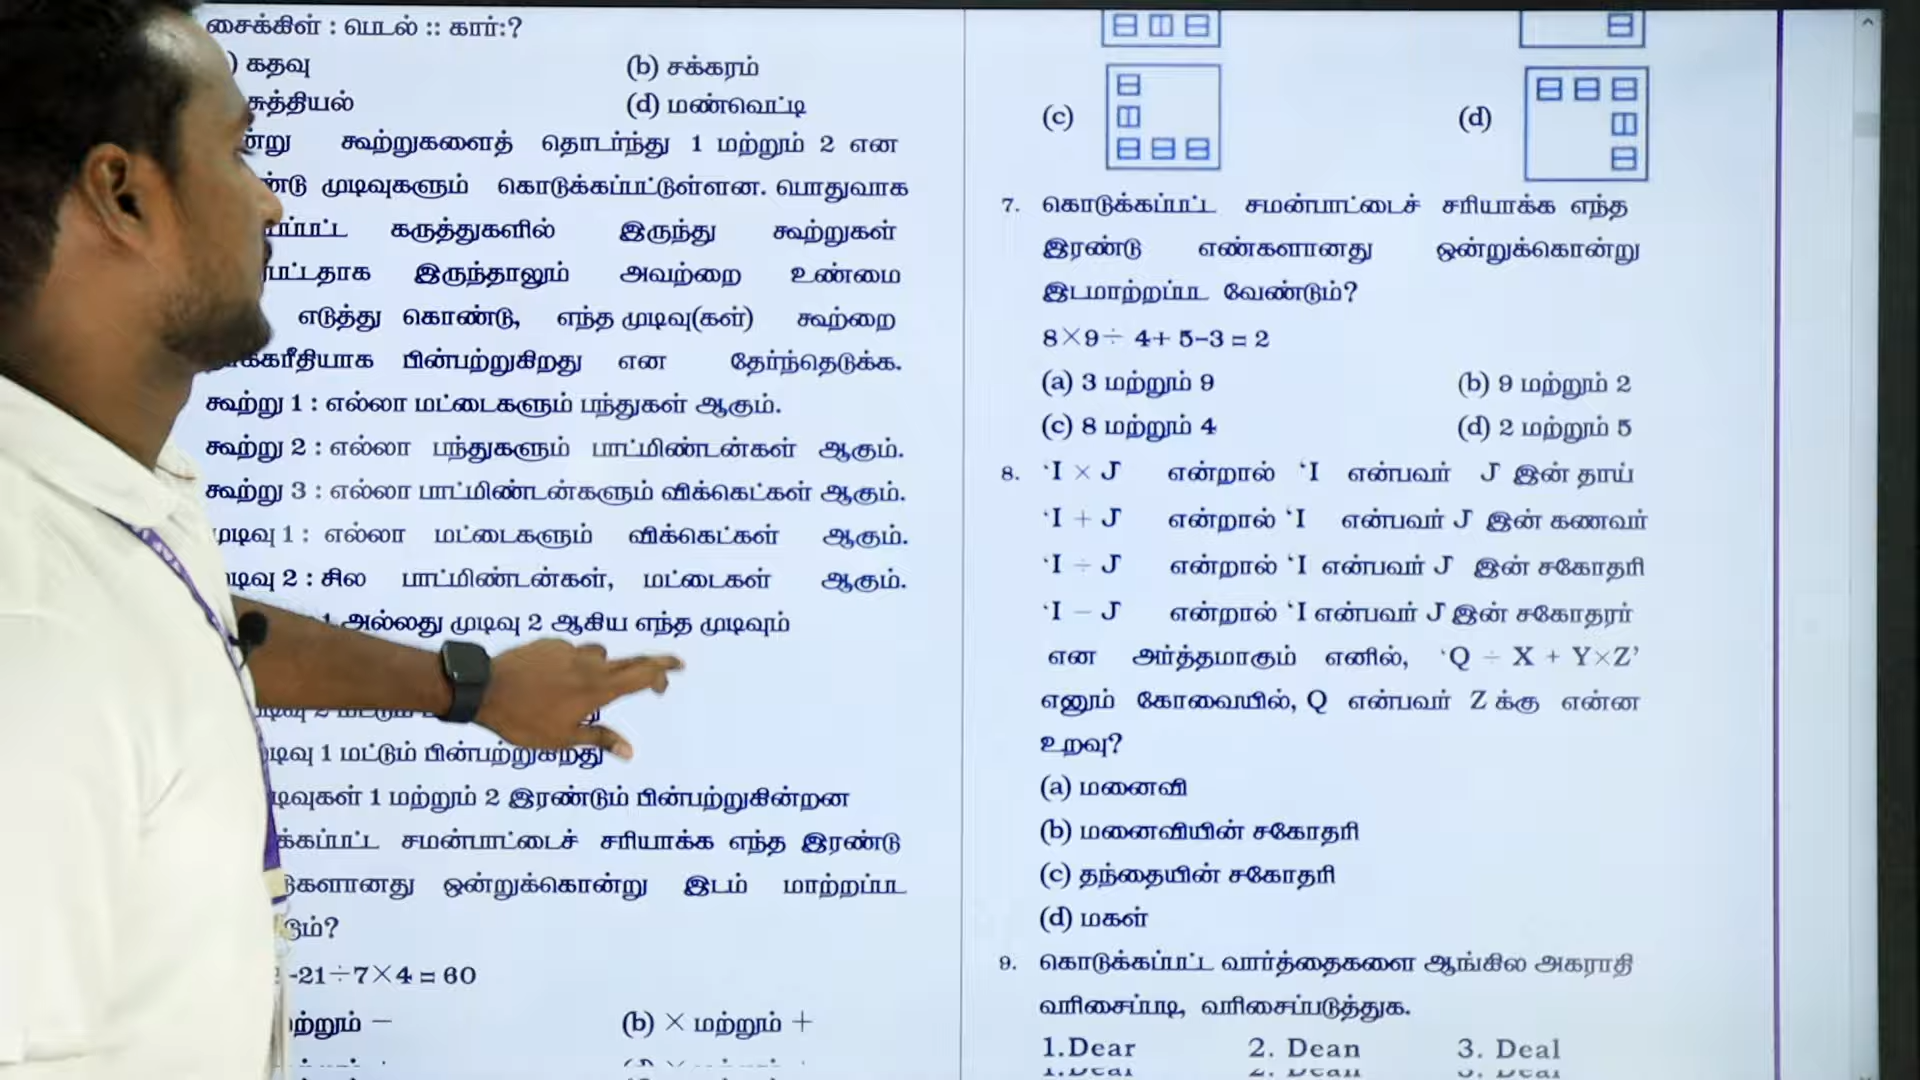 சைக்கிள் : பெடல் :: கார்:?
) கதவு (b) சக்கரம்
சுத்தியல் (d) மண்வெட்டி
கூற்றுகளைத் தொடர்ந்து 1 மற்றும் 2 என
முடிவுகளும் கொடுக்கப்பட்டுள்ளன. பொதுவாக
கருத்துகளில் இருந்து கூற்றுகள்
இருந்தாலும் அவற்றை உண்மை
எடுத்து கொண்டு, எந்த முடிவு(கள்) கூற்றை
பின்பற்றுகிறது என தேர்ந்தெடுக்க.
கூற்று 1 : எல்லா மட்டைகளும் பந்துகள் ஆகும்.
கூற்று 2 : எல்லா பந்துகளும் பாட்மிண்டன்கள் ஆகும்.
கூற்று 3 : எல்லா பாட்மிண்டன்களும் விக்கெட்கள் ஆகும்.
முடிவு 1 : எல்லா மட்டைகளும் விக்கெட்கள் ஆகும்.
முடிவு 2 : சில பாட்மிண்டன்கள், மட்டைகள் ஆகும்.
1 அல்லது முடிவு 2 ஆகிய எந்த முடிவும்
முடிவு 1 மட்டும் பின்பற்றுகிறது
முடிவுகள் 1 மற்றும் 2 இரண்டும் பின்பற்றுகின்றன
சமன்பாட்டைச் சரியாக்க எந்த இரண்டு
ஒன்றுக்கொன்று இடம் மாற்றப்பட
-21÷7×4 = 60
மற்றும் − (b) × மற்றும் +
(c) (d)
7. கொடுக்கப்பட்ட சமன்பாட்டைச் சரியாக்க எந்த
இரண்டு எண்களானது ஒன்றுக்கொன்று
இடமாற்றப்பட வேண்டும்?
8×9÷ 4+ 5-3 = 2
(a) 3 மற்றும் 9 (b) 9 மற்றும் 2
(c) 8 மற்றும் 4 (d) 2 மற்றும் 5
8. 'I × J என்றால் 'I என்பவர் J இன் தாய்
'I + J என்றால் 'I என்பவர் J இன் கணவர்
'I ÷ J என்றால் 'I என்பவர் J இன் சகோதரி
'I − J என்றால் 'I என்பவர் J இன் சகோதரர்
என அர்த்தமாகும் எனில், 'Q ÷ X + Y×Z'
எனும் கோவையில், Q என்பவர் Z க்கு என்ன
உறவு?
(a) மனைவி
(b) மனைவியின் சகோதரி
(c) தந்தையின் சகோதரி
(d) மகள்
9. கொடுக்கப்பட்ட வார்த்தைகளை ஆங்கில அகராதி
வரிசைப்படி, வரிசைப்படுத்துக.
1.Dear 2. Dean 3. Deal